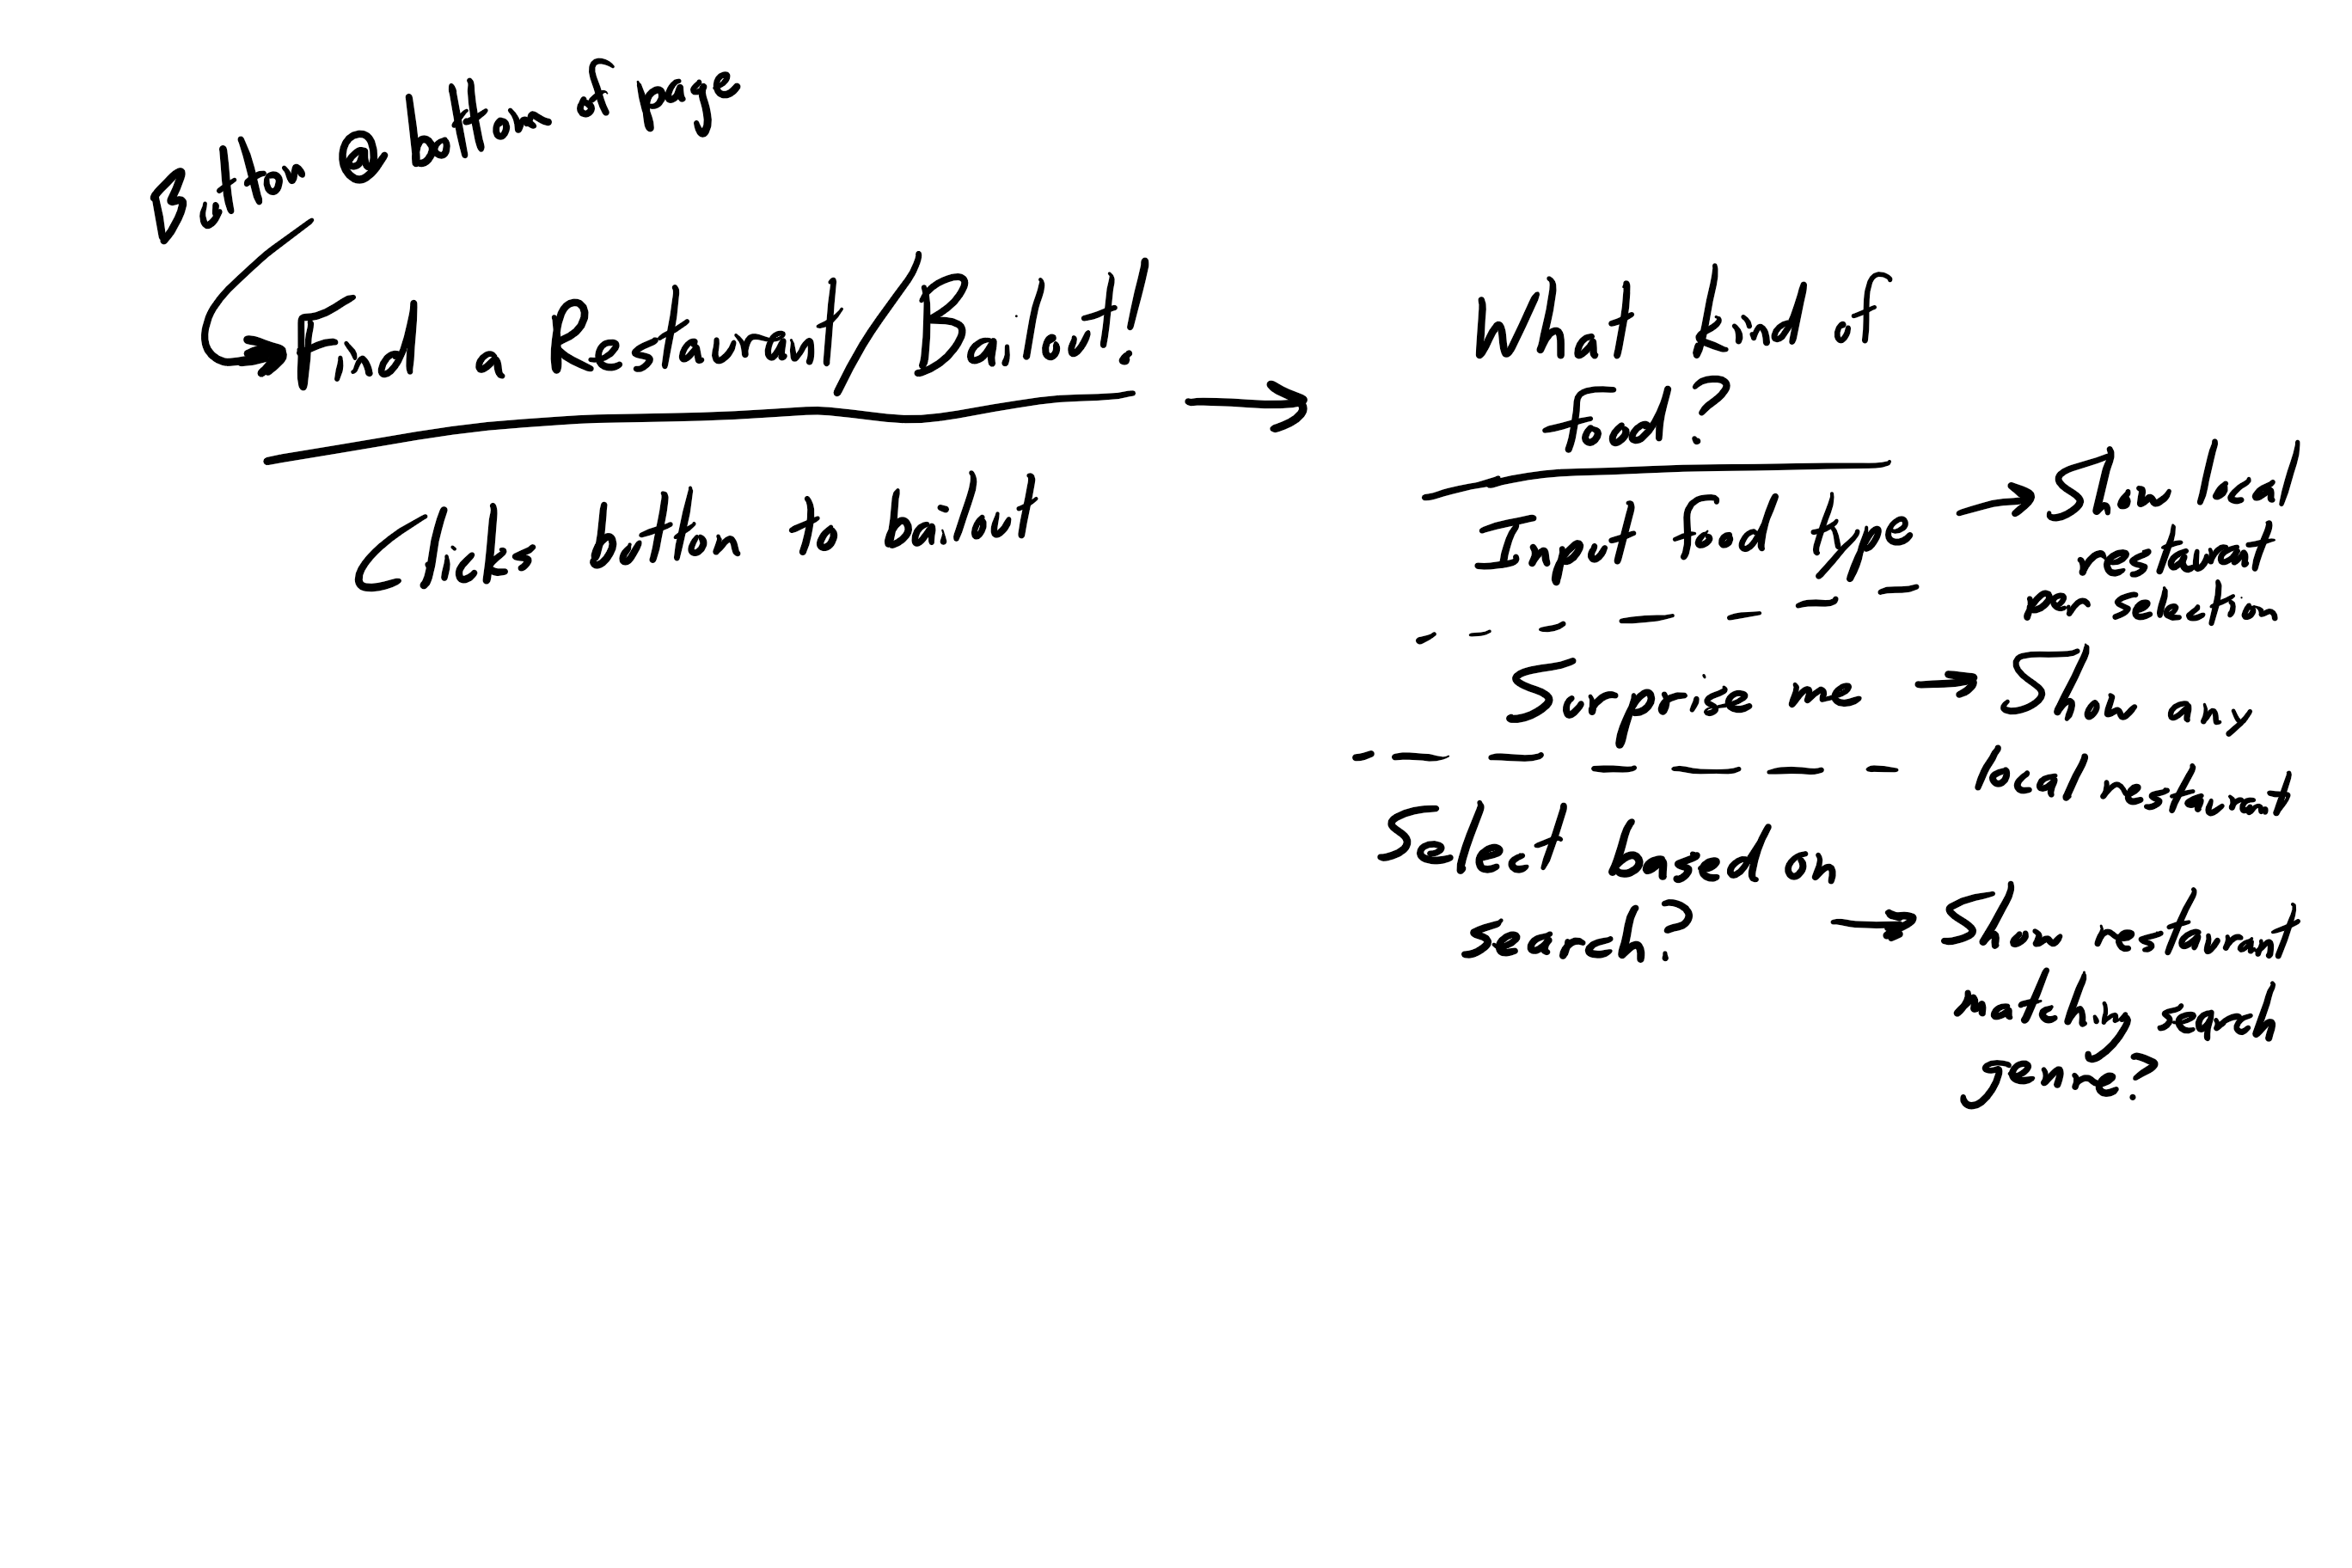 Button @ bottom of page
Find a Restaurant/Bailout!
Clicks button to bailout
What kind of
food?
Input food type
Show local
restaurant
per selection
Surprise me
Show any
local restaurant
Select based on
search?
Show restaurant
matching search
genre?